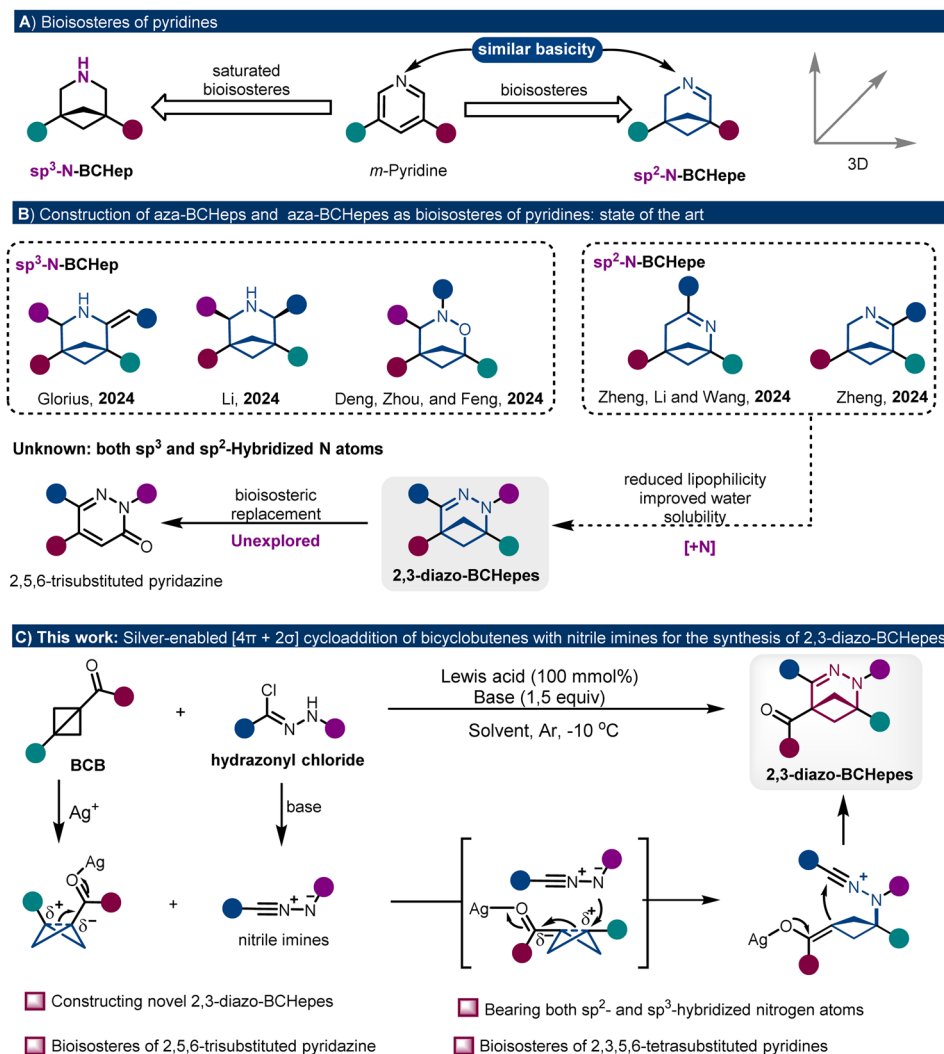 A) Bioisosteres of pyridines
H
N
saturated
bioisosteres
similar basicity
N
bioisosteres
N
sp³-N-BCHep
m-Pyridine
sp²-N-BCHepe
3D
B) Construction of aza-BCHeps and aza-BCHepes as bioisosteres of pyridines: state of the art
sp³-N-BCHep
H
N
H
N
N
O
Glorius, 2024
Li, 2024
Deng, Zhou, and Feng, 2024
sp²-N-BCHepe
N
N
Zheng, Li and Wang, 2024
Zheng, 2024
Unknown: both sp³ and sp²-Hybridized N atoms
N
N
O
2,5,6-trisubstituted pyridazine
bioisosteric
replacement
Unexplored
N
N
2,3-diazo-BCHepes
reduced lipophilicity
improved water
solubility
[+N]
C) This work: Silver-enabled [4π + 2σ] cycloaddition of bicyclobutenes with nitrile imines for the synthesis of 2,3-diazo-BCHepes
O
BCB
+
Cl
H
N
N
hydrazonyl chloride
Lewis acid (100 mmol%)
Base (1,5 equiv)
Solvent, Ar, -10 °C
N
N
O
2,3-diazo-BCHepes
Ag⁺
base
Ag
O
δ⁺
δ⁻
+
N
+
N
−
nitrile imines
N
+
N
−
Ag
O
δ⁺
δ⁻
N
+
N
Ag
O
Constructing novel 2,3-diazo-BCHepes
Bearing both sp²- and sp³-hybridized nitrogen atoms
Bioisosteres of 2,5,6-trisubstituted pyridazine
Bioisosteres of 2,3,5,6-tetrasubstituted pyridines